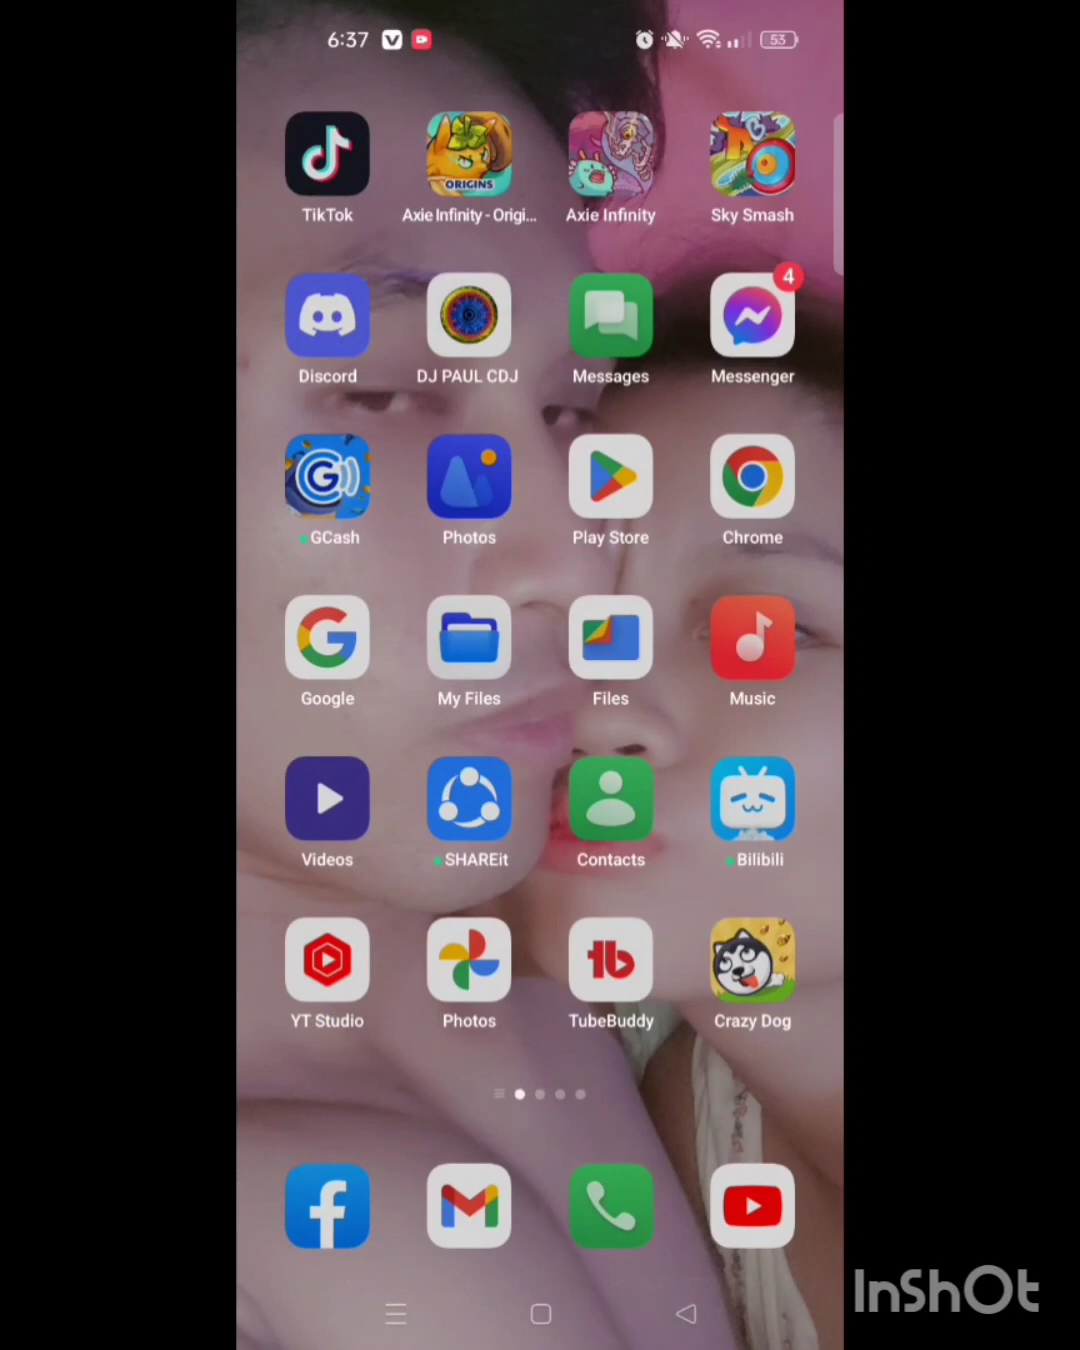 6:37 53
TikTok Axie Infinity - Origi... Axie Infinity Sky Smash
ORIGINS
4
Discord DJ PAUL CDJ Messages Messenger
GCash Photos Play Store Chrome
Google My Files Files Music
Videos SHAREit Contacts Bilibili
YT Studio Photos TubeBuddy Crazy Dog
InShOt